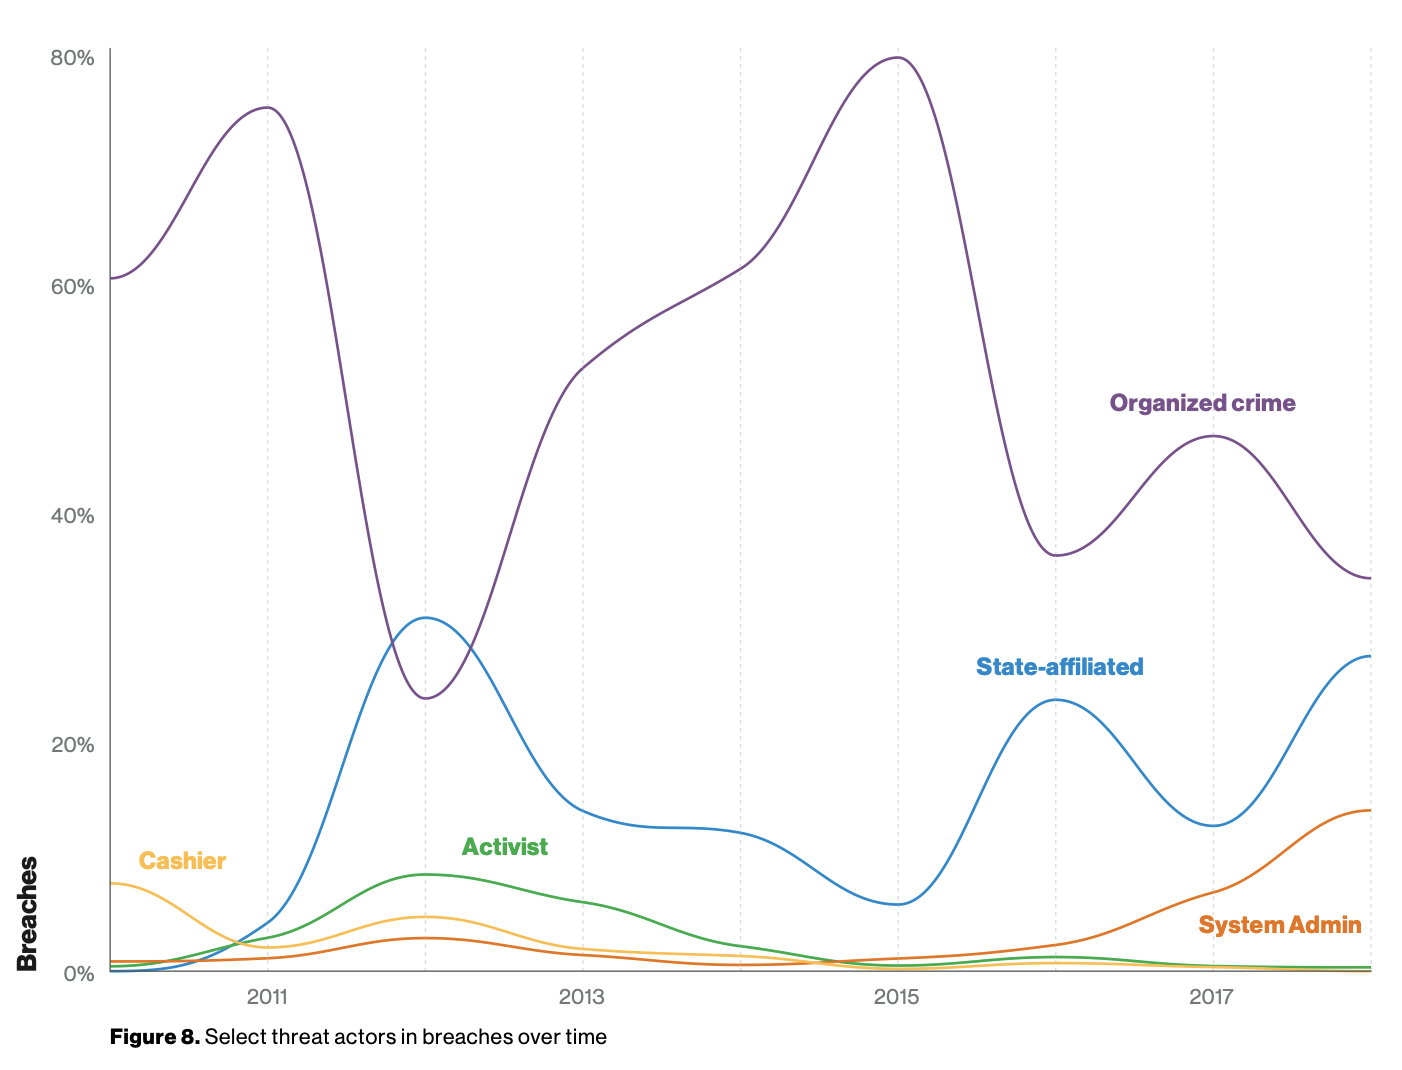 80%
60%
Organized crime
40%
State-affiliated
20%
Activist
Cashier
System Admin
Breaches
0%
2011 2013 2015 2017
Figure 8. Select threat actors in breaches over time